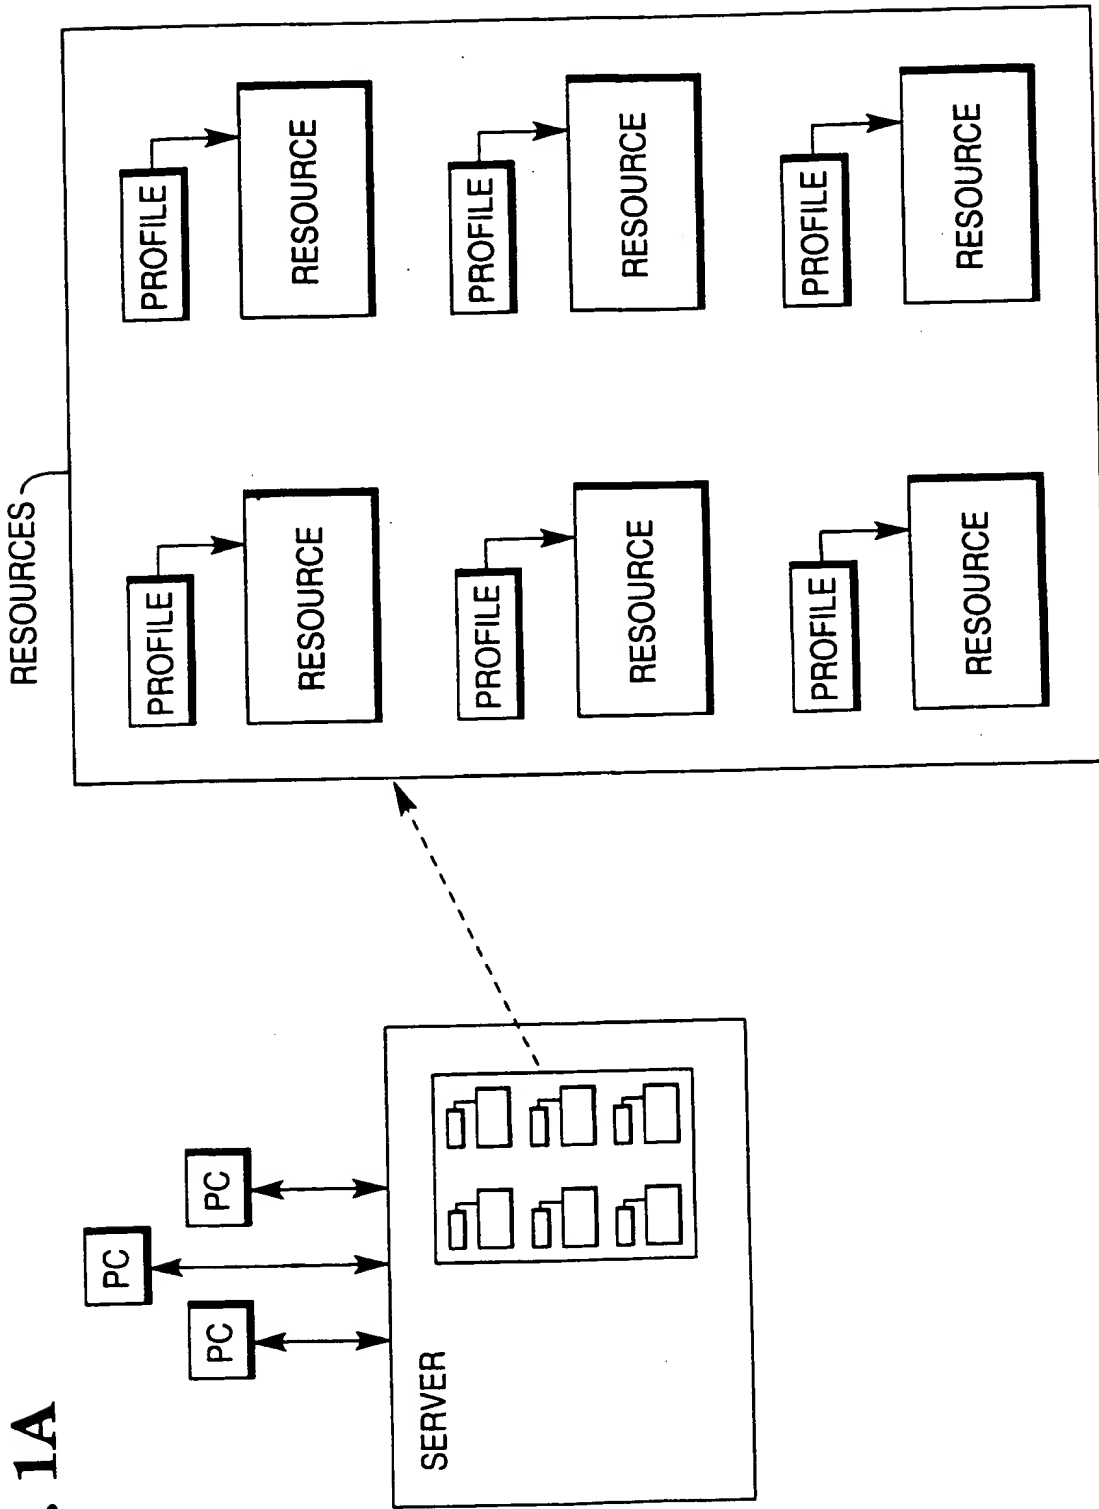 . 1A
PC
PC
PC
SERVER
RESOURCES
PROFILE
RESOURCE
PROFILE
RESOURCE
PROFILE
RESOURCE
PROFILE
RESOURCE
PROFILE
RESOURCE
PROFILE
RESOURCE